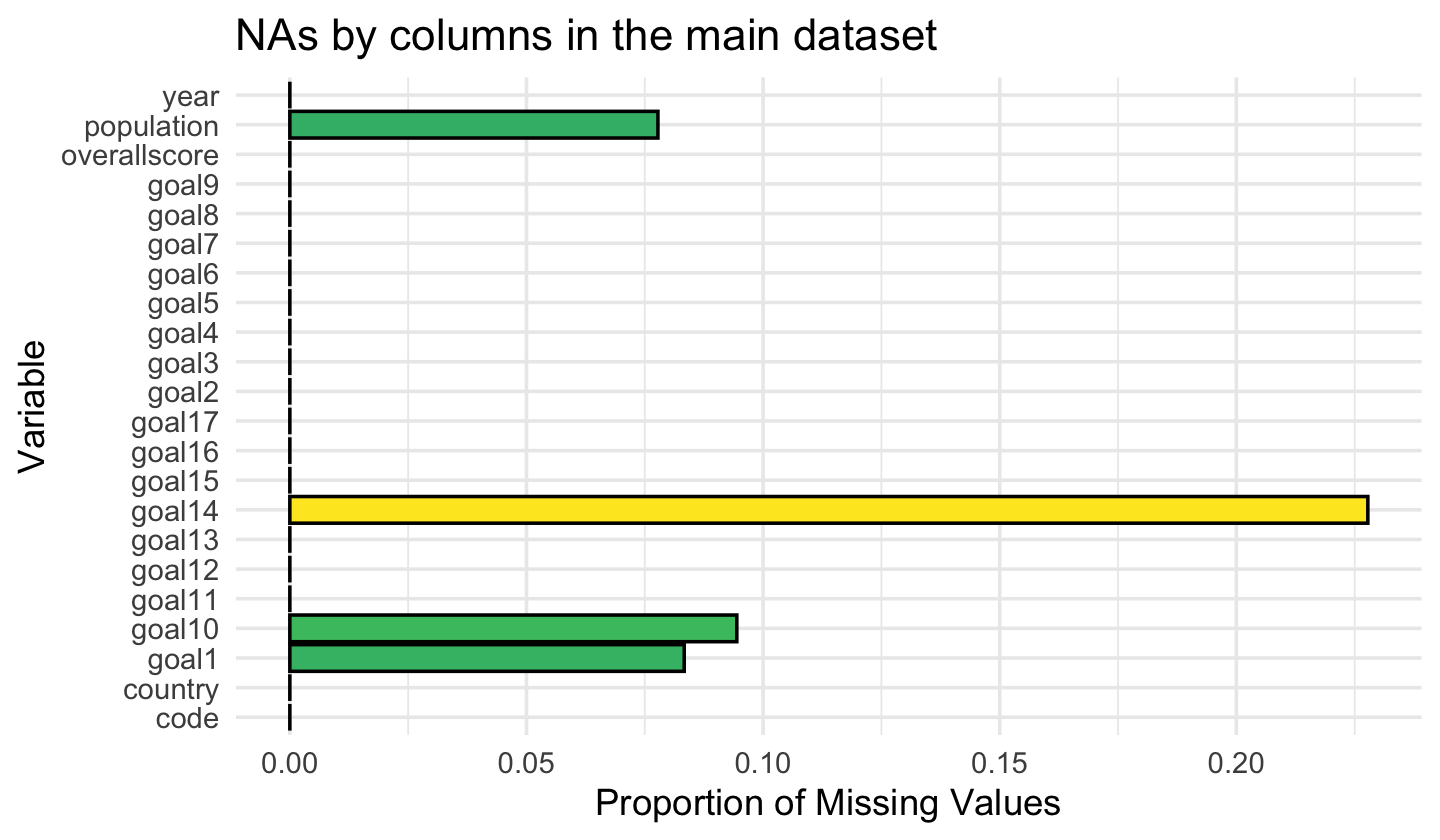 NAs by columns in the main dataset
Variable
year
population
overallscore
goal9
goal8
goal7
goal6
goal5
goal4
goal3
goal2
goal17
goal16
goal15
goal14
goal13
goal12
goal11
goal10
goal1
country
code
0.00 0.05 0.10 0.15 0.20
Proportion of Missing Values